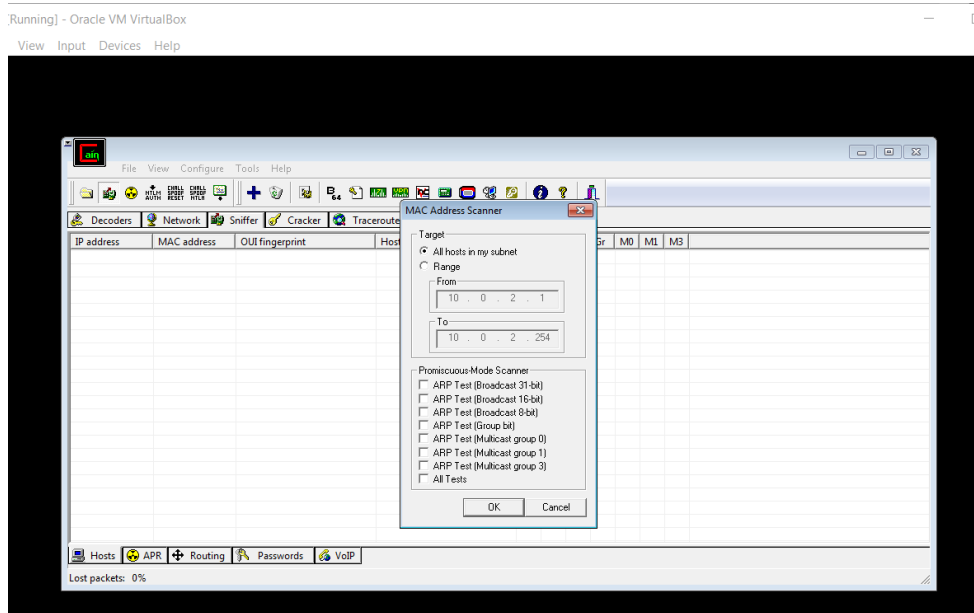 [Running] - Oracle VM VirtualBox
View Input Devices Help
ain
File View Configure Tools Help
Decoders Network Sniffer Cracker Traceroute
MAC Address Scanner
IP address MAC address OUI fingerprint Host Gr M0 M1 M3
Target
All hosts in my subnet
Range
From
10 . 0 . 2 . 1
To
10 . 0 . 2 . 254
Promiscuous-Mode Scanner
ARP Test (Broadcast 31-bit)
ARP Test (Broadcast 16-bit)
ARP Test (Broadcast 8-bit)
ARP Test (Group bit)
ARP Test (Multicast group 0)
ARP Test (Multicast group 1)
ARP Test (Multicast group 3)
All Tests
OK Cancel
Hosts APR Routing Passwords VoIP
Lost packets: 0%